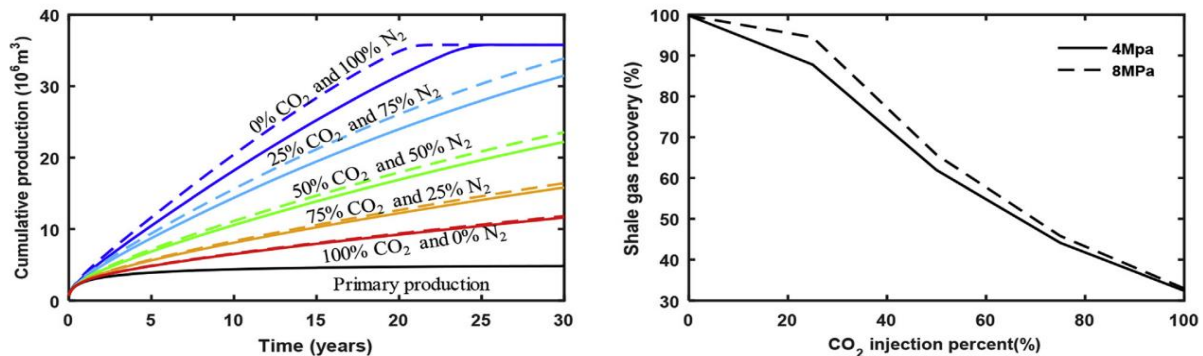 40
30
20
10
0
Cumulative production (10⁶m³)
0% CO₂ and 100% N₂
25% CO₂ and 75% N₂
50% CO₂ and 50% N₂
75% CO₂ and 25% N₂
100% CO₂ and 0% N₂
Primary production
0 5 10 15 20 25 30
Time (years)
100
90
80
70
60
50
40
30
Shale gas recovery (%)
4Mpa
8MPa
0 20 40 60 80 100
CO₂ injection percent(%)